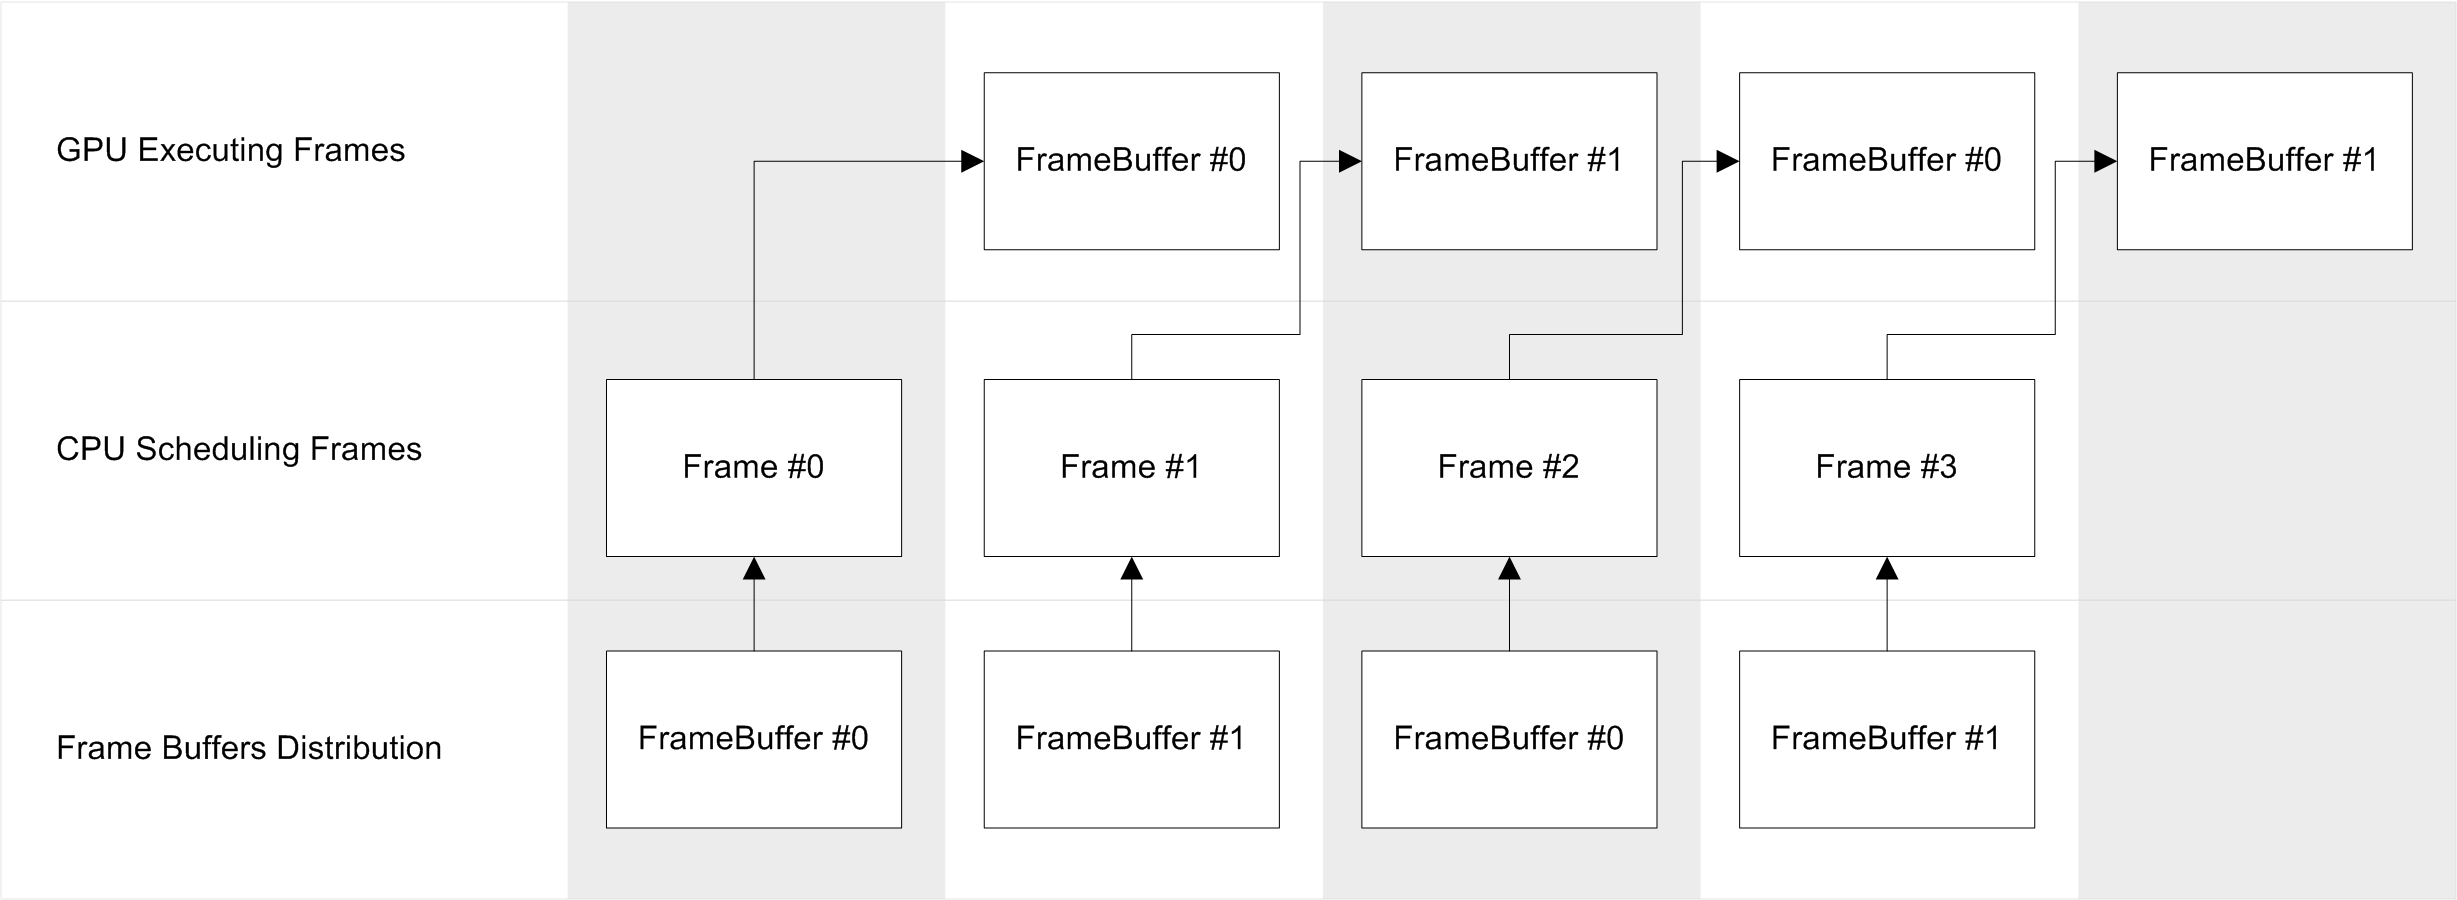 GPU Executing Frames
FrameBuffer #0
FrameBuffer #1
FrameBuffer #0
FrameBuffer #1
CPU Scheduling Frames
Frame #0
Frame #1
Frame #2
Frame #3
Frame Buffers Distribution
FrameBuffer #0
FrameBuffer #1
FrameBuffer #0
FrameBuffer #1